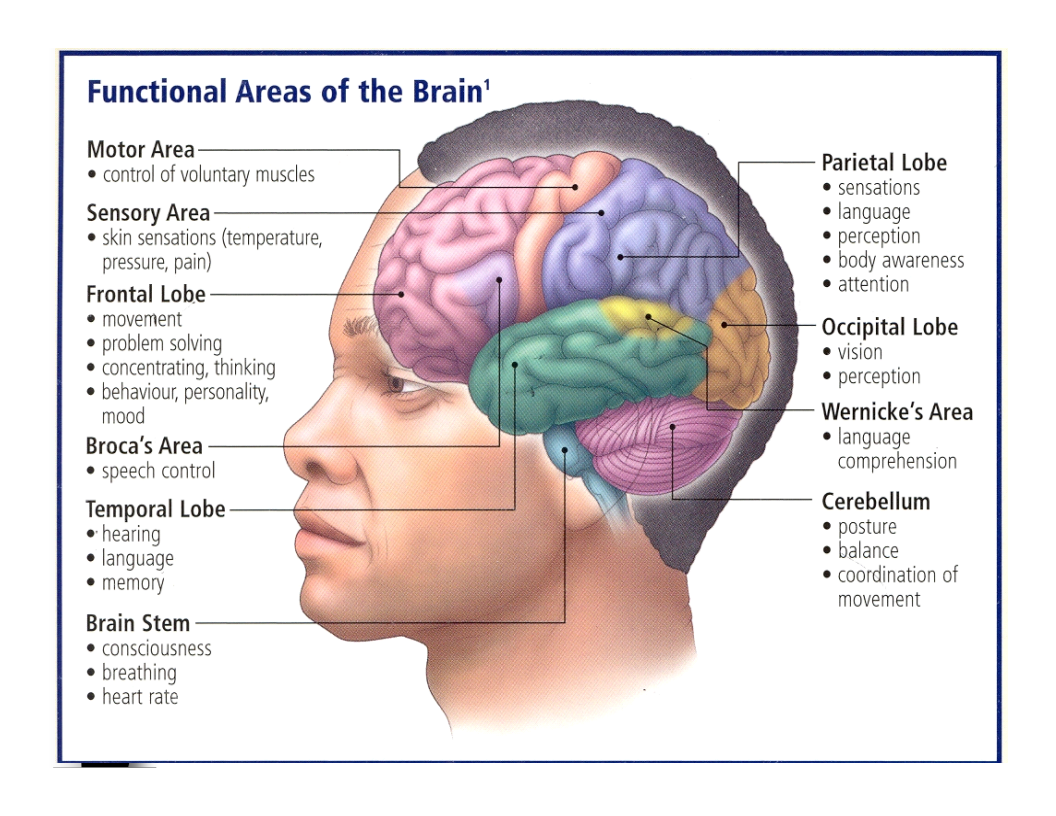 Functional Areas of the Brain¹
Motor Area
• control of voluntary muscles
Sensory Area
• skin sensations (temperature,
pressure, pain)
Frontal Lobe
• movement
• problem solving
• concentrating, thinking
• behaviour, personality,
mood
Broca's Area
• speech control
Temporal Lobe
• hearing
• language
• memory
Brain Stem
• consciousness
• breathing
• heart rate
Parietal Lobe
• sensations
• language
• perception
• body awareness
• attention
Occipital Lobe
• vision
• perception
Wernicke's Area
• language
comprehension
Cerebellum
• posture
• balance
• coordination of
movement